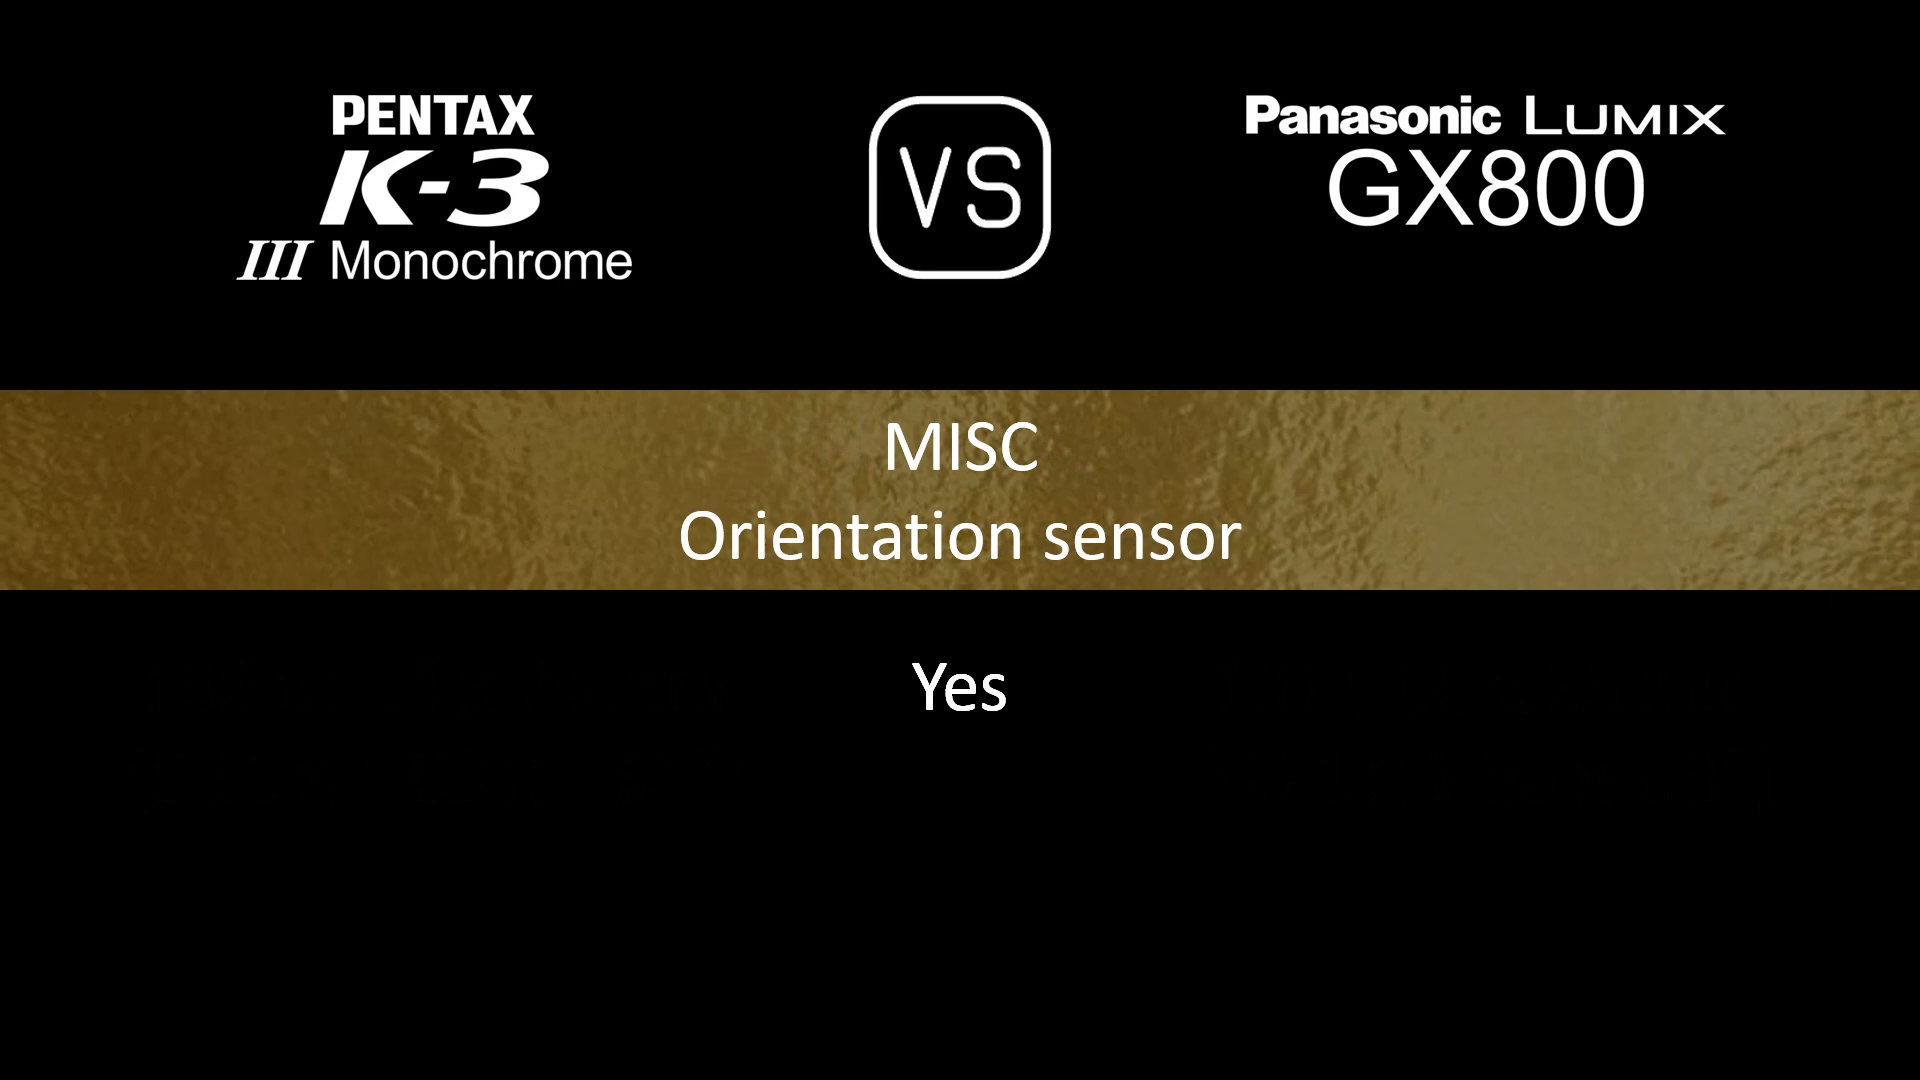 PENTAX
K-3
III Monochrome
VS
Panasonic LUMIX
GX800
MISC
Orientation sensor
Yes